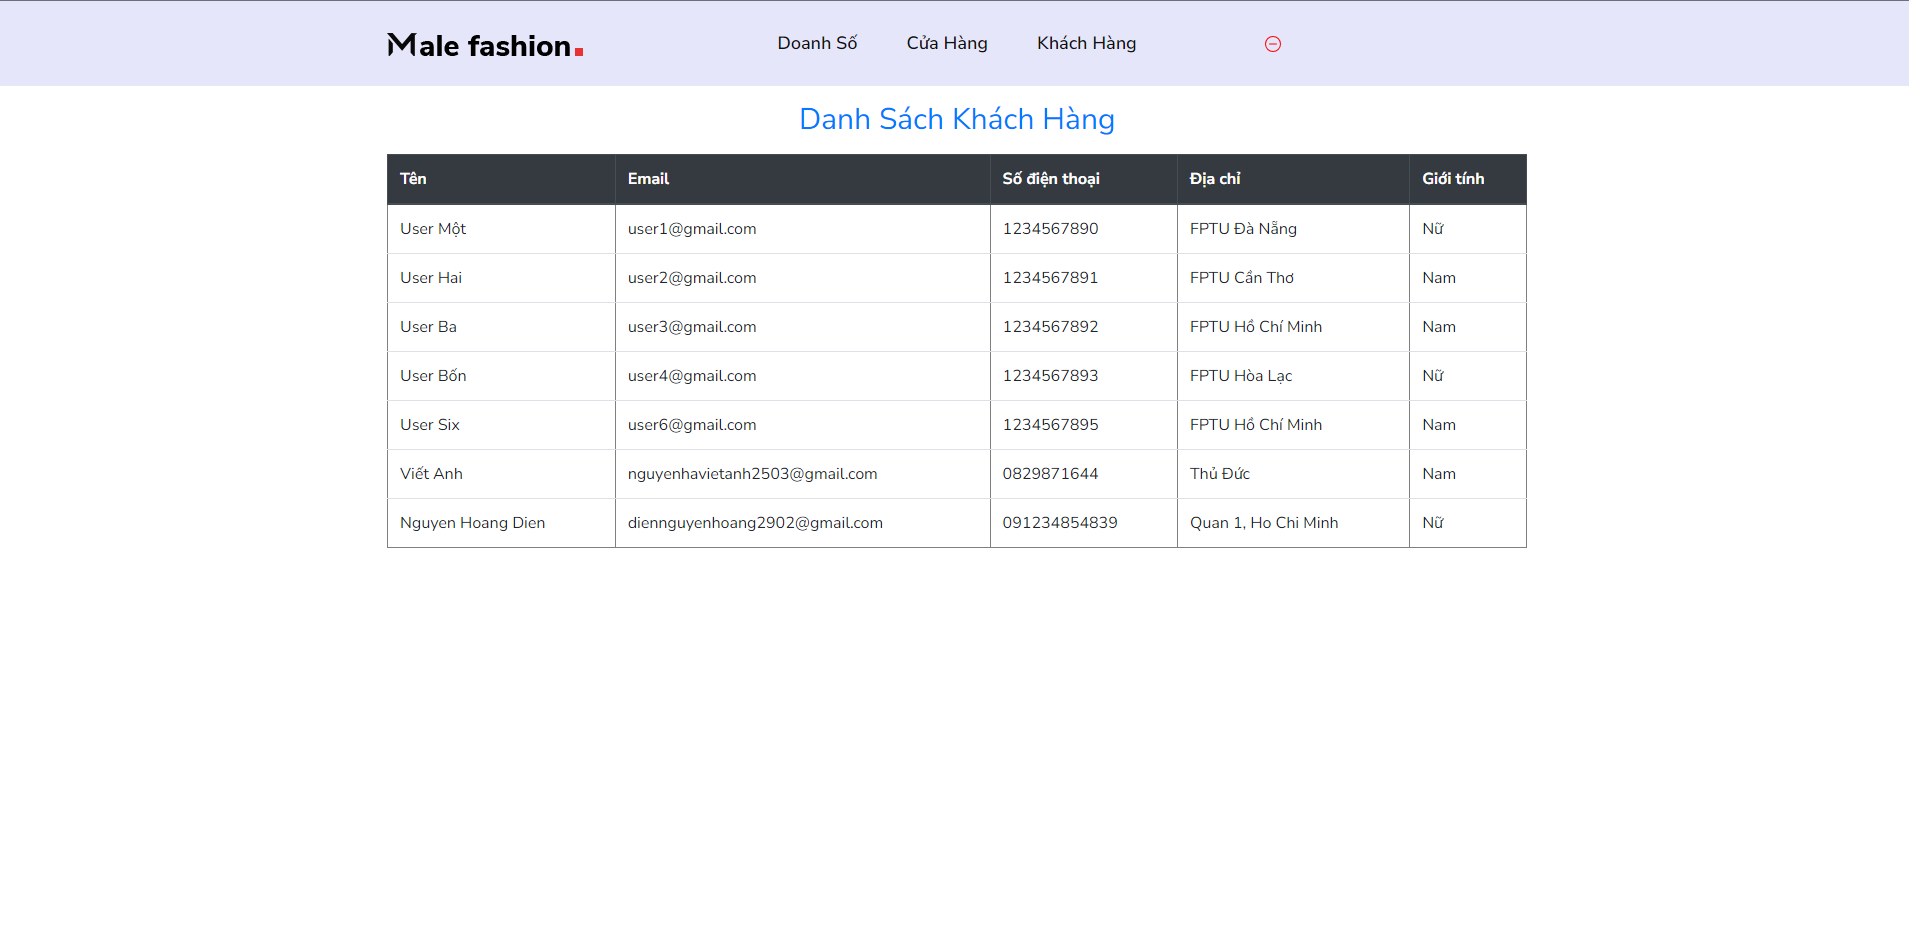 Male fashion.
Doanh Số Cửa Hàng Khách Hàng
Danh Sách Khách Hàng
Tên Email Số điện thoại Địa chỉ Giới tính
User Một user1@gmail.com 1234567890 FPTU Đà Nẵng Nữ
User Hai user2@gmail.com 1234567891 FPTU Cần Thơ Nam
User Ba user3@gmail.com 1234567892 FPTU Hồ Chí Minh Nam
User Bốn user4@gmail.com 1234567893 FPTU Hòa Lạc Nữ
User Six user6@gmail.com 1234567895 FPTU Hồ Chí Minh Nam
Viết Anh nguyenhavietanh2503@gmail.com 0829871644 Thủ Đức Nam
Nguyen Hoang Dien diennguyenhoang2902@gmail.com 091234854839 Quan 1, Ho Chi Minh Nữ